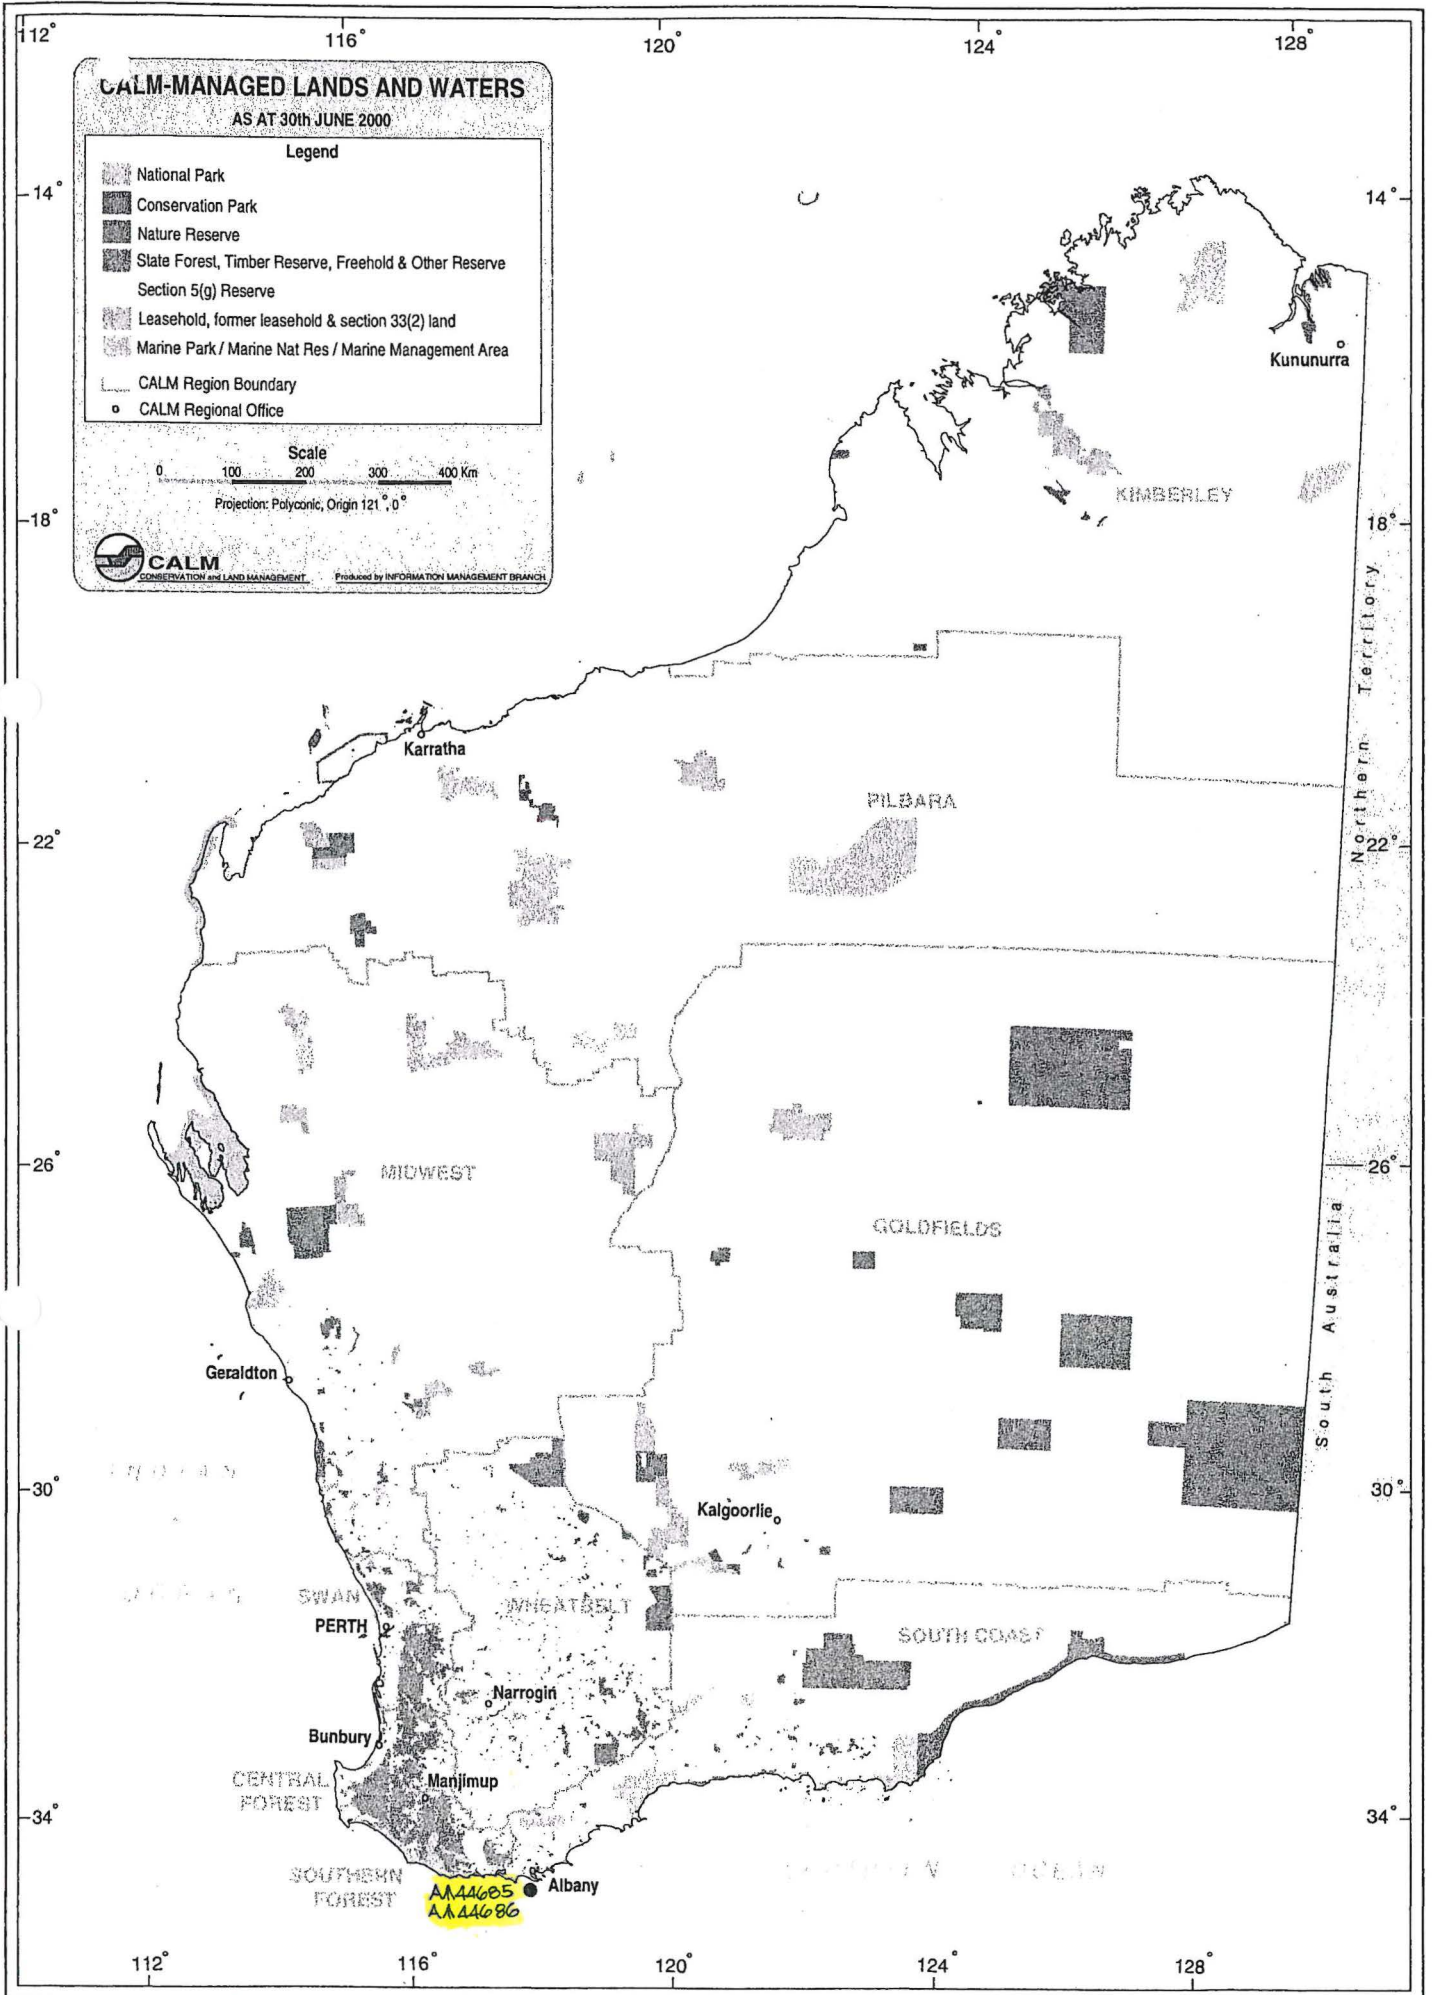 112° 116° 120° 124° 128°
CALM-MANAGED LANDS AND WATERS
AS AT 30th JUNE 2000
Legend
National Park
Conservation Park
Nature Reserve
State Forest, Timber Reserve, Freehold & Other Reserve
Section 5(g) Reserve
Leasehold, former leasehold & section 33(2) land
Marine Park / Marine Nat Res / Marine Management Area
CALM Region Boundary
CALM Regional Office
Scale
0 100 200 300 400 Km
Projection: Polyconic, Origin 121°, 0°
CALM
CONSERVATION and LAND MANAGEMENT
Produced by INFORMATION MANAGEMENT BRANCH
14° 14°
Kununurra
KIMBERLEY
18° 18°
Northern Territory
Karratha
PILBARA
22° 22°
26° 26°
MIDWEST
GOLDFIELDS
South Australia
Geraldton
30° 30°
Kalgoorlie
SWAN
WHEATBELT
PERTH
SOUTH COAST
Narrogin
Bunbury
CENTRAL
FOREST
Manjimup
34° 34°
SOUTHERN
FOREST
OCEAN
Albany
112° 116° 120° 124° 128°